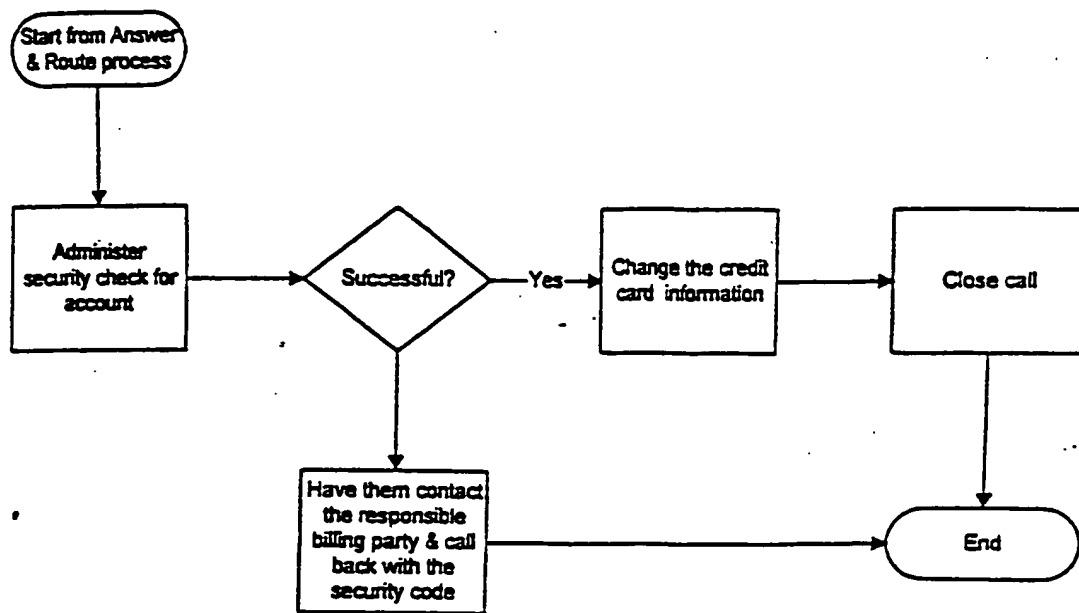 Start from Answer
& Route process
Administer
security check for
account
Successful?
Yes
Change the credit
card information
Close call
Have them contact
the responsible
billing party & call
back with the
security code
End